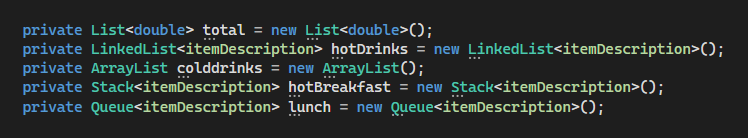 private List<double> total = new List<double>();
private LinkedList<itemDescription> hotDrinks = new LinkedList<itemDescription>();
private ArrayList colddrinks = new ArrayList();
private Stack<itemDescription> hotBreakfast = new Stack<itemDescription>();
private Queue<itemDescription> lunch = new Queue<itemDescription>();